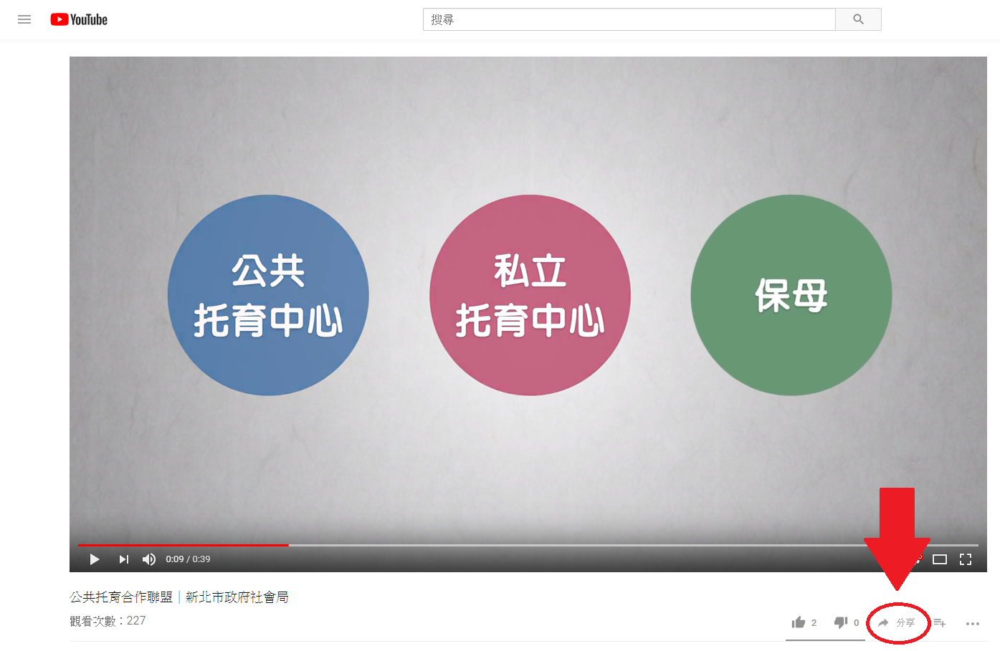 YouTube
搜尋
公共
托育中心
私立
托育中心
保母
0:09 / 0:39
公共托育合作聯盟│新北市政府社會局
觀看次數：227
2
0
分享